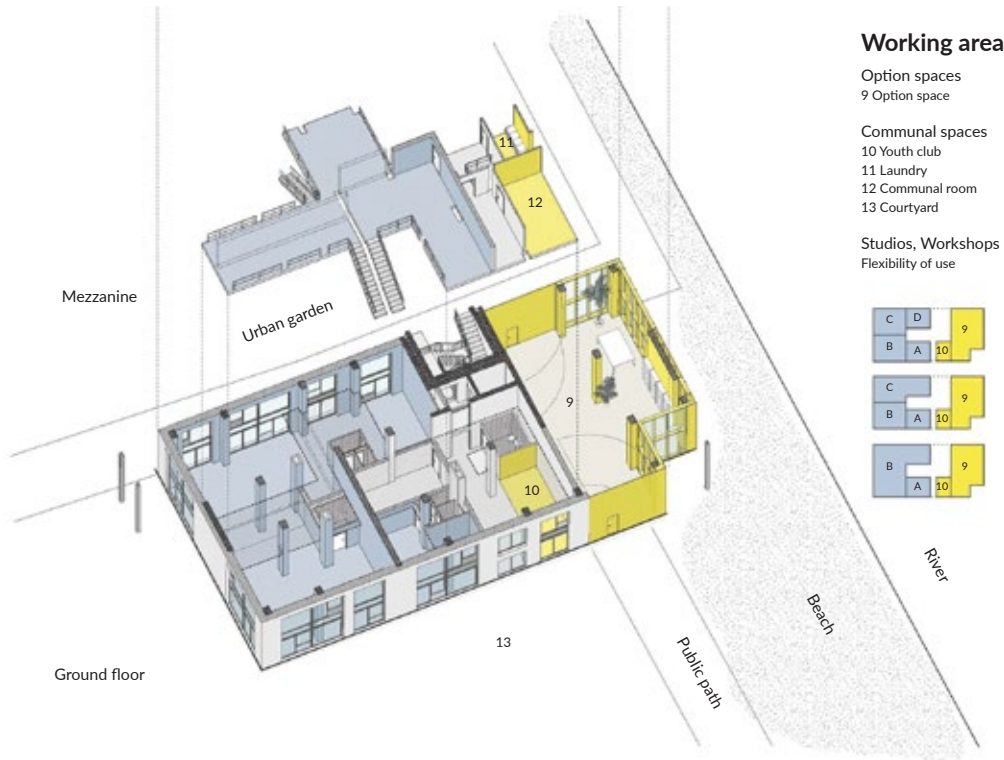 Working area
Option spaces
9 Option space
Communal spaces
10 Youth club
11 Laundry
12 Communal room
13 Courtyard
Studios, Workshops
Flexibility of use
11
12
Mezzanine
Urban garden
9
10
13
Ground floor
Public path
Beach
River
C D
9
B A 10
C
9
B A 10
B
9
A 10